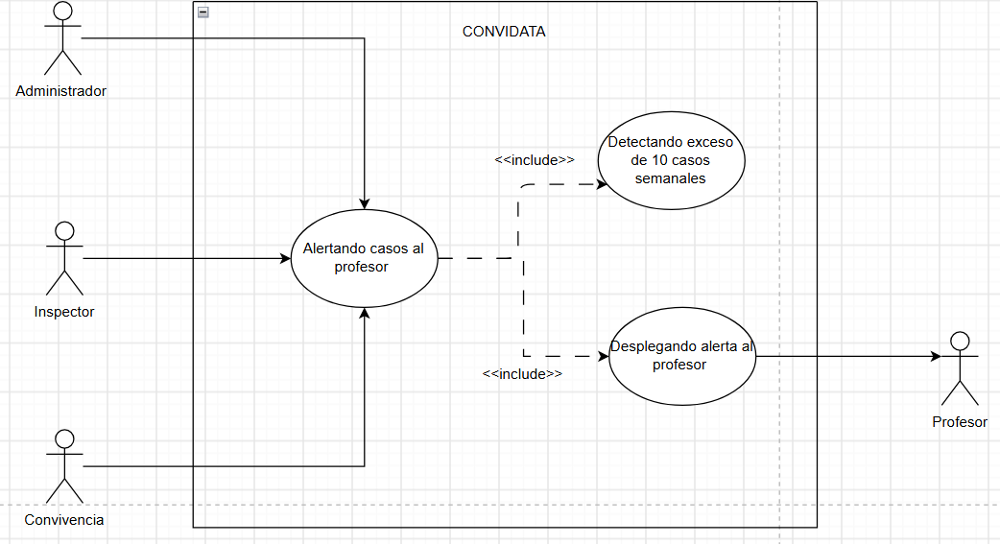 CONVIDATA
Administrador
Detectando exceso
de 10 casos
semanales
<<include>>
Alertando casos al
profesor
Inspector
Desplegando alerta al
profesor
<<include>>
Profesor
Convivencia